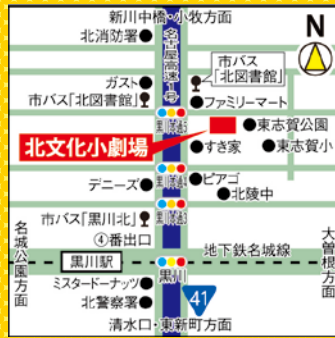 新川中橋・小牧方面
北消防署
名古屋高速1号
N
市バス
「北図書館」
ガスト
市バス「北図書館」
ファミリーマート
東志賀公園
北文化小劇場
すき家
東志賀小
デニーズ
ピアゴ
北陵中
市バス「黒川北」
④番出口
地下鉄名城線
名城公園方面
大曽根方面
黒川駅
黒川
ミスタードーナッツ
北警察署
41
清水口・東新町方面